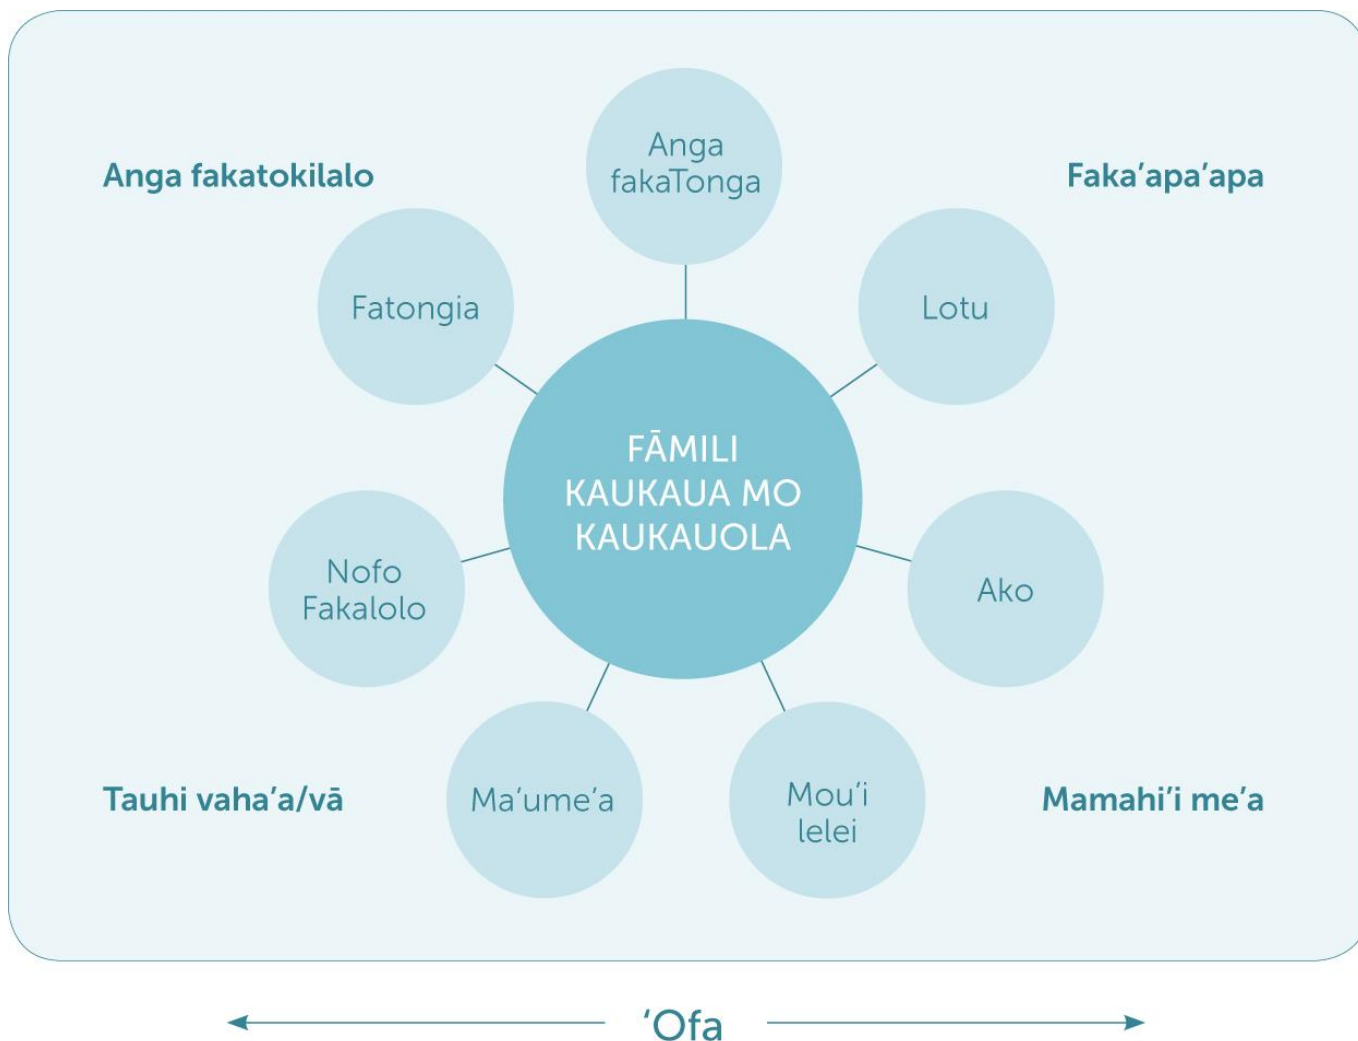 Anga
fakaTonga
Anga fakatokilalo
Faka’apa’apa
Fatongia
Lotu
FĀMILI
KAUKAUA MO
KAUKAUOLA
Nofo
Fakalolo
Ako
Tauhi vaha’a/vā
Ma’ume’a
Mou’i
lelei
Mamahi’i me’a
‘Ofa